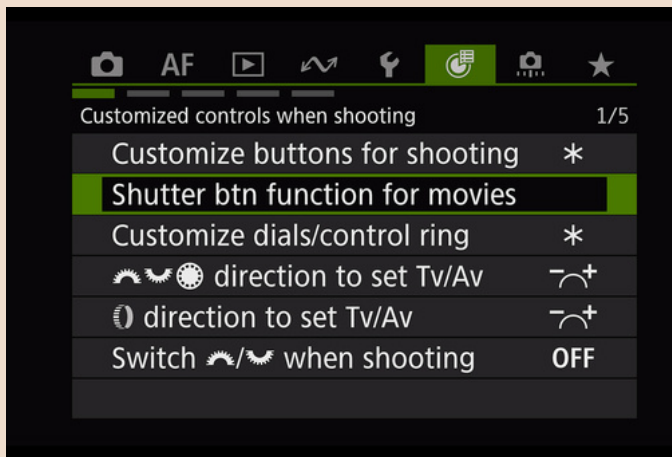 AF
Customized controls when shooting 1/5
Customize buttons for shooting *
Shutter btn function for movies
Customize dials/control ring *
direction to set Tv/Av -+
direction to set Tv/Av -+
Switch / when shooting OFF